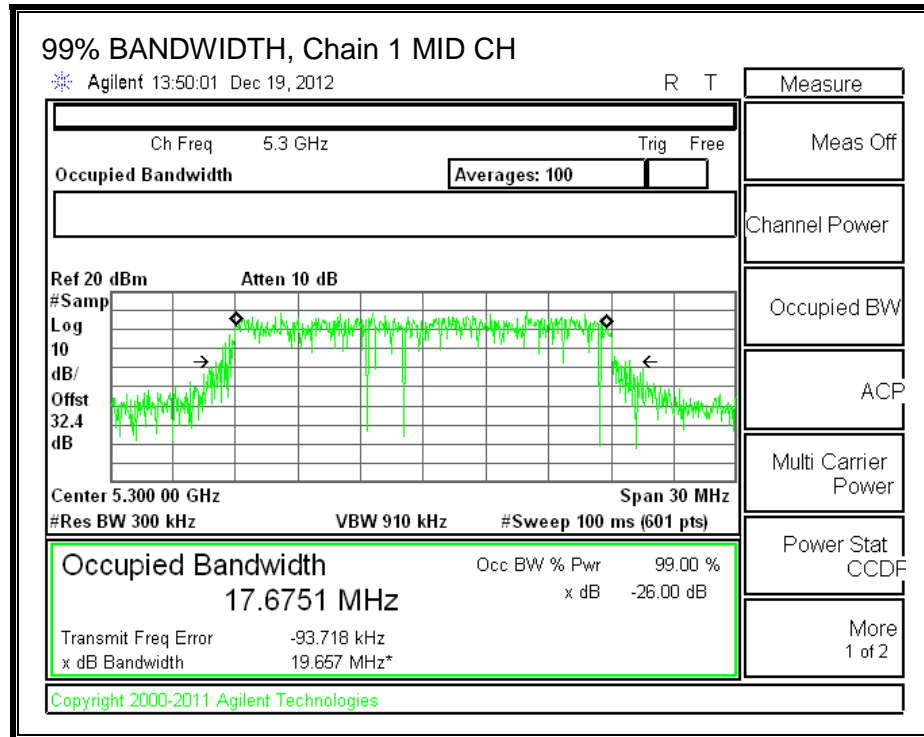 99% BANDWIDTH, Chain 1 MID CH
Agilent 13:50:01 Dec 19, 2012 R T
Measure
Ch Freq 5.3 GHz Trig Free
Meas Off
Occupied Bandwidth Averages: 100
Channel Power
Ref 20 dBm Atten 10 dB
#Samp
Log
10
dB/
Offst
32.4
dB
Occupied BW
ACP
Multi Carrier
Power
Center 5.300 00 GHz Span 30 MHz
#Res BW 300 kHz VBW 910 kHz #Sweep 100 ms (601 pts)
Power Stat
CCDF
Occupied Bandwidth Occ BW % Pwr 99.00 %
17.6751 MHz x dB -26.00 dB
Transmit Freq Error -93.718 kHz
x dB Bandwidth 19.657 MHz*
More
1 of 2
Copyright 2000-2011 Agilent Technologies